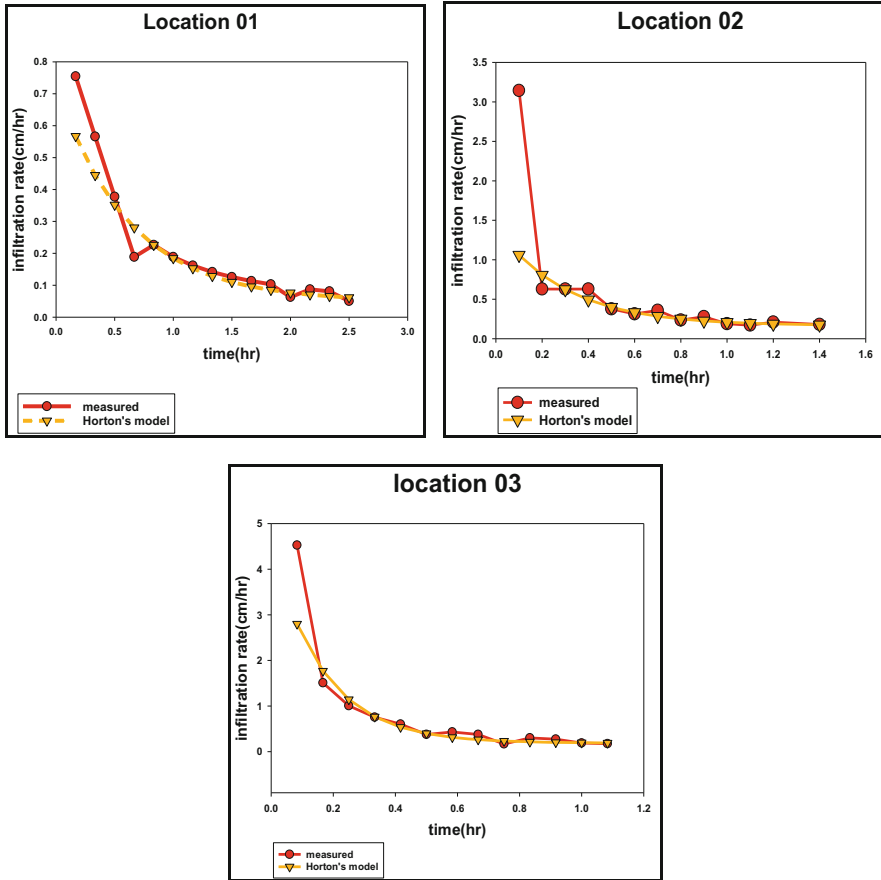 Location 01
infiltration rate(cm/hr)
0.8
0.7
0.6
0.5
0.4
0.3
0.2
0.1
0.0
0.0 0.5 1.0 1.5 2.0 2.5 3.0
time(hr)
measured
Horton's model
Location 02
infiltration rate(cm/hr)
3.5
3.0
2.5
2.0
1.5
1.0
0.5
0.0
0.0 0.2 0.4 0.6 0.8 1.0 1.2 1.4 1.6
time(hr)
measured
Horton's model
location 03
infiltration rate(cm/hr)
5
4
3
2
1
0
0.0 0.2 0.4 0.6 0.8 1.0 1.2
time(hr)
measured
Horton's model